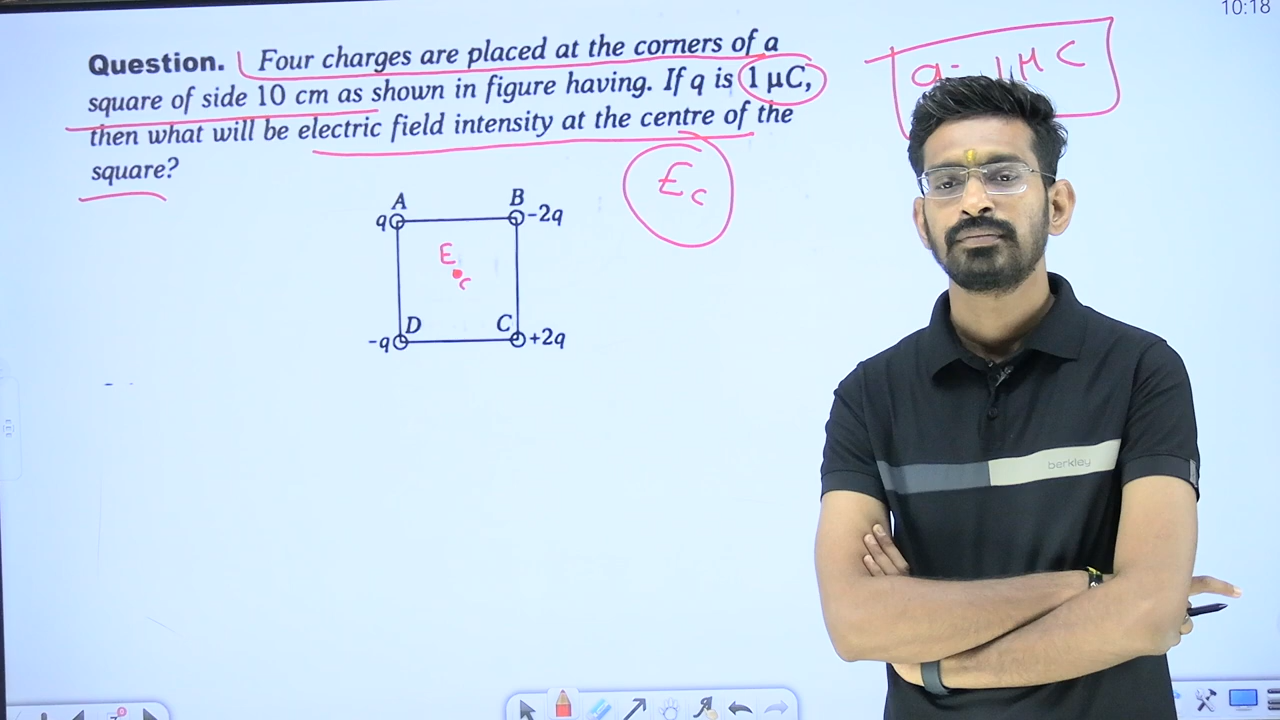 10:18
Question. Four charges are placed at the corners of a
square of side 10 cm as shown in figure having. If q is 1 μC,
then what will be electric field intensity at the centre of the
square?
1 μ C
E c
A
B
q
-2q
E
c
D
C
-q
+2q
berkley